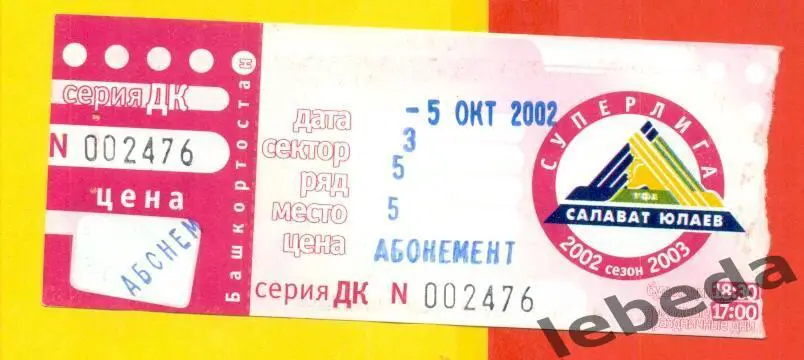 серия ДК
N 002476
цена
АБОНЕМ
Башкортостан
дата - 5 ОКТ 2002
сектор 3
ряд 5
место 5
цена АБОНЕМЕНТ
серия ДК N 002476
СУПЕРЛИГА
УФА
САЛАВАТ ЮЛАЕВ
2002 сезон 2003
17:00
lebeda